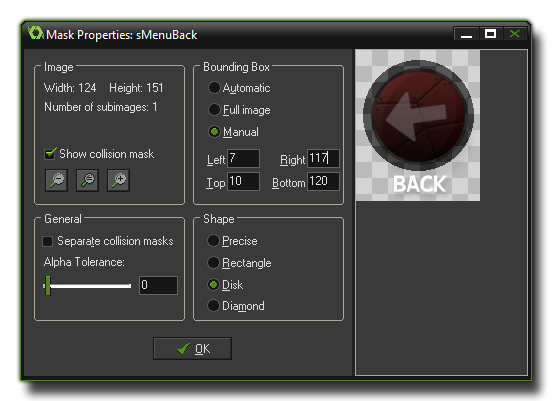 Mask Properties: sMenuBack
Image
Width: 124 Height: 151
Number of subimages: 1
Show collision mask
Bounding Box
Automatic
Full image
Manual
Left 7 Right 117
Top 10 Bottom 120
General
Separate collision masks
Alpha Tolerance:
0
Shape
Precise
Rectangle
Disk
Diamond
OK
BACK